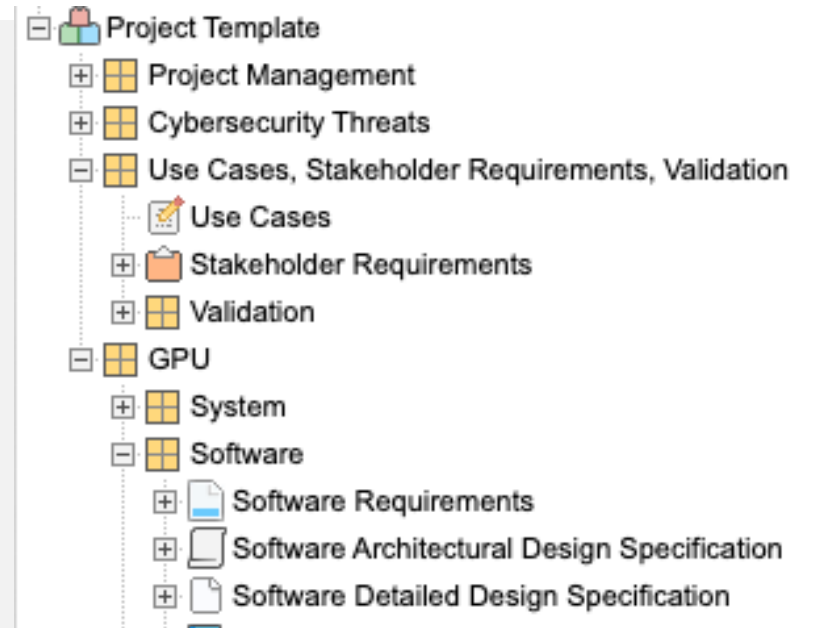 Project Template
Project Management
Cybersecurity Threats
Use Cases, Stakeholder Requirements, Validation
Use Cases
Stakeholder Requirements
Validation
GPU
System
Software
Software Requirements
Software Architectural Design Specification
Software Detailed Design Specification